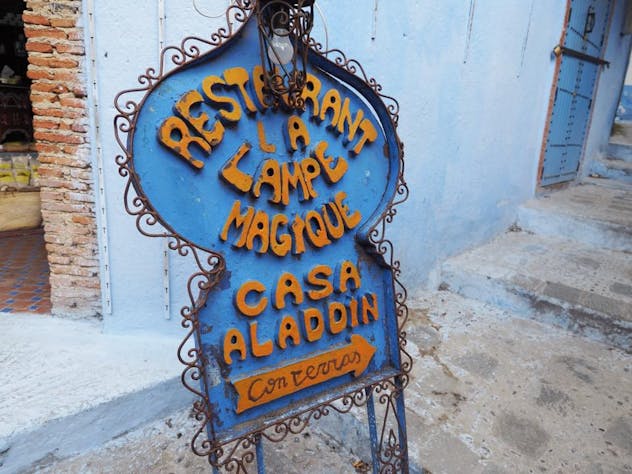 RESTAURANT
LA
LAMPE
MAGIQUE
CASA
ALADDIN
Con terras